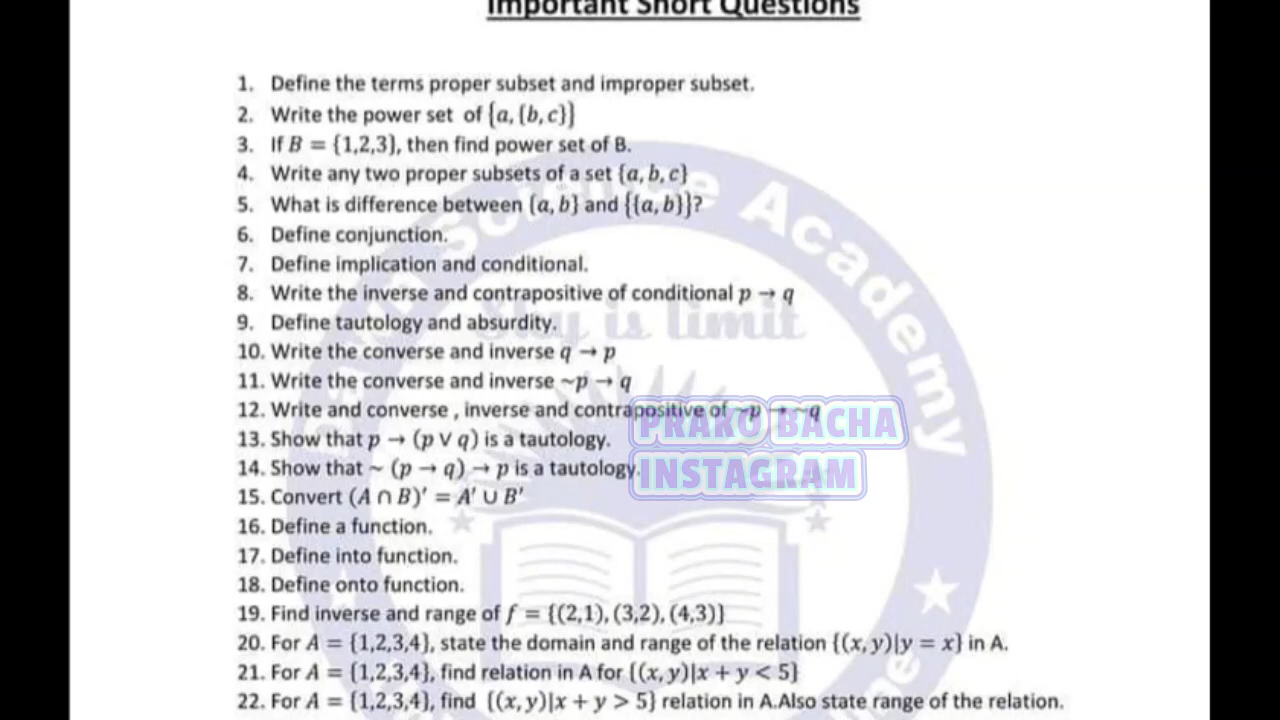 Important Short Questions
1. Define the terms proper subset and improper subset.
2. Write the power set of {a, {b, c}}
3. If B = {1,2,3}, then find power set of B.
4. Write any two proper subsets of a set {a, b, c}
5. What is difference between {a, b} and {{a, b}}?
6. Define conjunction.
7. Define implication and conditional.
8. Write the inverse and contrapositive of conditional p → q
9. Define tautology and absurdity.
10. Write the converse and inverse q → p
11. Write the converse and inverse ~p → q
12. Write and converse , inverse and contrapositive of ~p → ~q
13. Show that p → (p ∨ q) is a tautology.
14. Show that ~ (p → q) → p is a tautology.
15. Convert (A ∩ B)′ = A′ ∪ B′
16. Define a function.
17. Define into function.
18. Define onto function.
19. Find inverse and range of f = {(2,1), (3,2), (4,3)}
20. For A = {1,2,3,4}, state the domain and range of the relation {(x, y)|y = x} in A.
21. For A = {1,2,3,4}, find relation in A for {(x, y)|x + y < 5}
22. For A = {1,2,3,4}, find {(x, y)|x + y > 5} relation in A.Also state range of the relation.
PRAKO BACHA
INSTAGRAM
Science Academy
Sky is limit